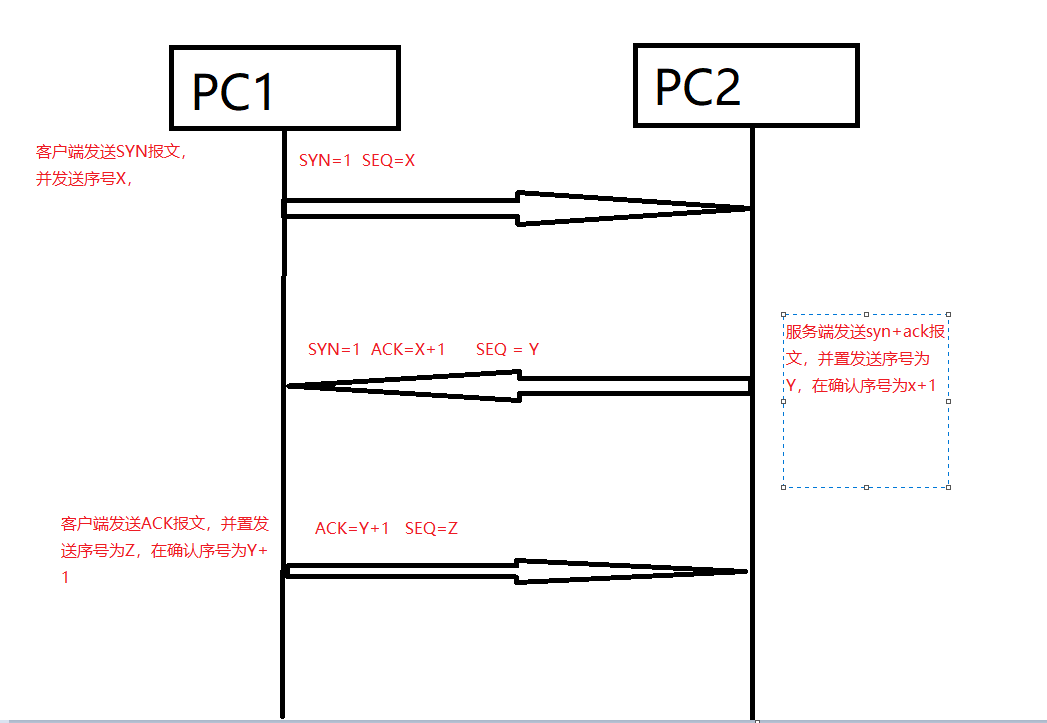 PC1
PC2
客户端发送SYN报文，
并发送序号X，
SYN=1 SEQ=X
SYN=1 ACK=X+1 SEQ = Y
服务端发送syn+ack报
文，并置发送序号为
Y，在确认序号为x+1
客户端发送ACK报文，并置发
送序号为Z，在确认序号为Y+
1
ACK=Y+1 SEQ=Z